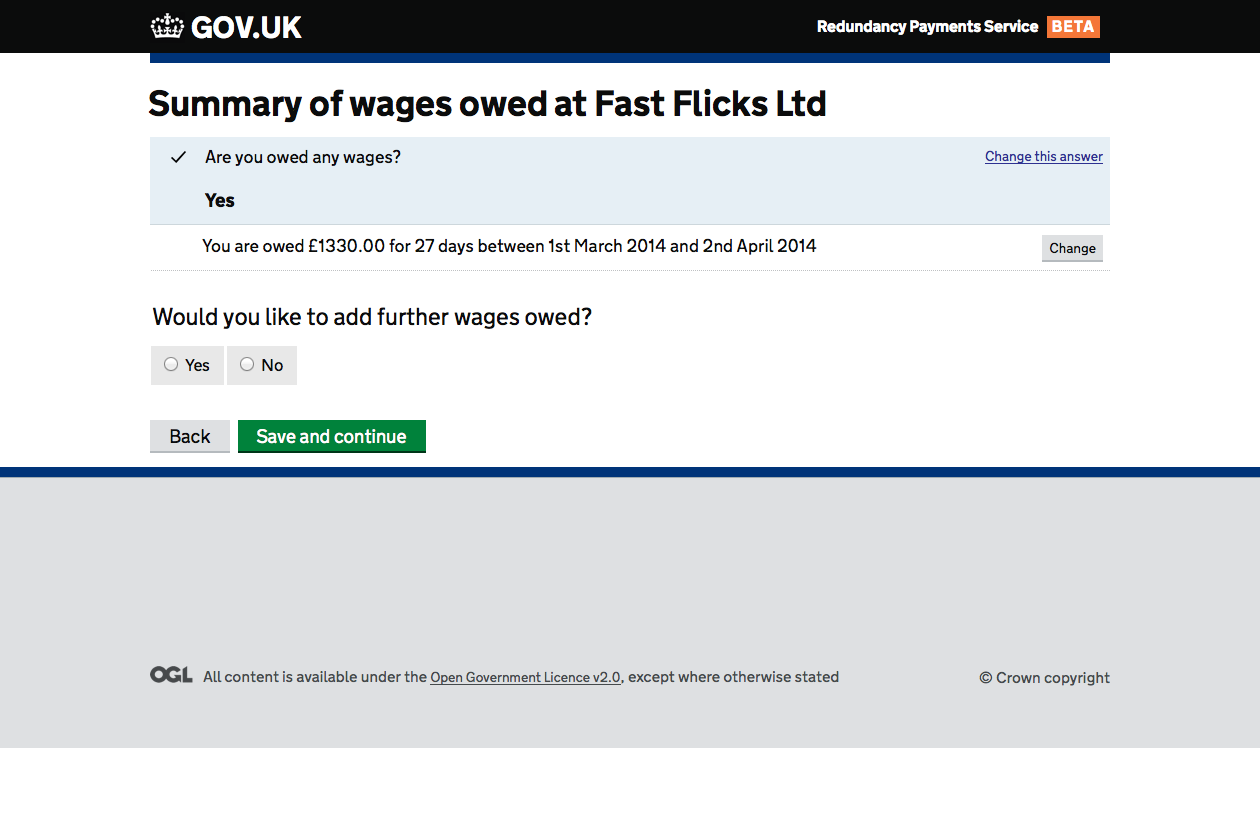 GOV.UK
Redundancy Payments Service BETA
Summary of wages owed at Fast Flicks Ltd
Are you owed any wages?
Change this answer
Yes
You are owed £1330.00 for 27 days between 1st March 2014 and 2nd April 2014
Change
Would you like to add further wages owed?
Yes No
Back Save and continue
OGL All content is available under the Open Government Licence v2.0, except where otherwise stated
© Crown copyright